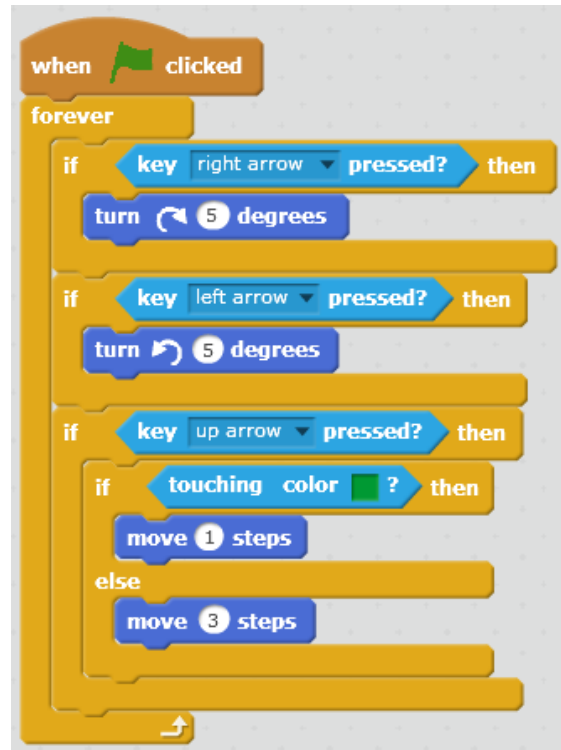 when clicked
forever
if key right arrow pressed? then
turn 5 degrees
if key left arrow pressed? then
turn 5 degrees
if key up arrow pressed? then
if touching color ? then
move 1 steps
else
move 3 steps